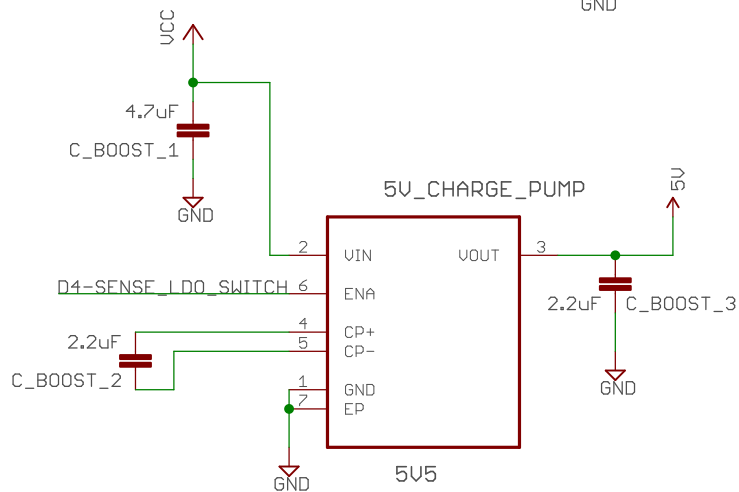 GND
VCC
4.7uF
C_BOOST_1
GND
5V_CHARGE_PUMP
5V
2 VIN VOUT 3
D4-SENSE_LDO_SWITCH 6 ENA
2.2uF C_BOOST_3
4 CP+
2.2uF 5 CP-
C_BOOST_2
1 GND
7 EP
GND
5V5
GND